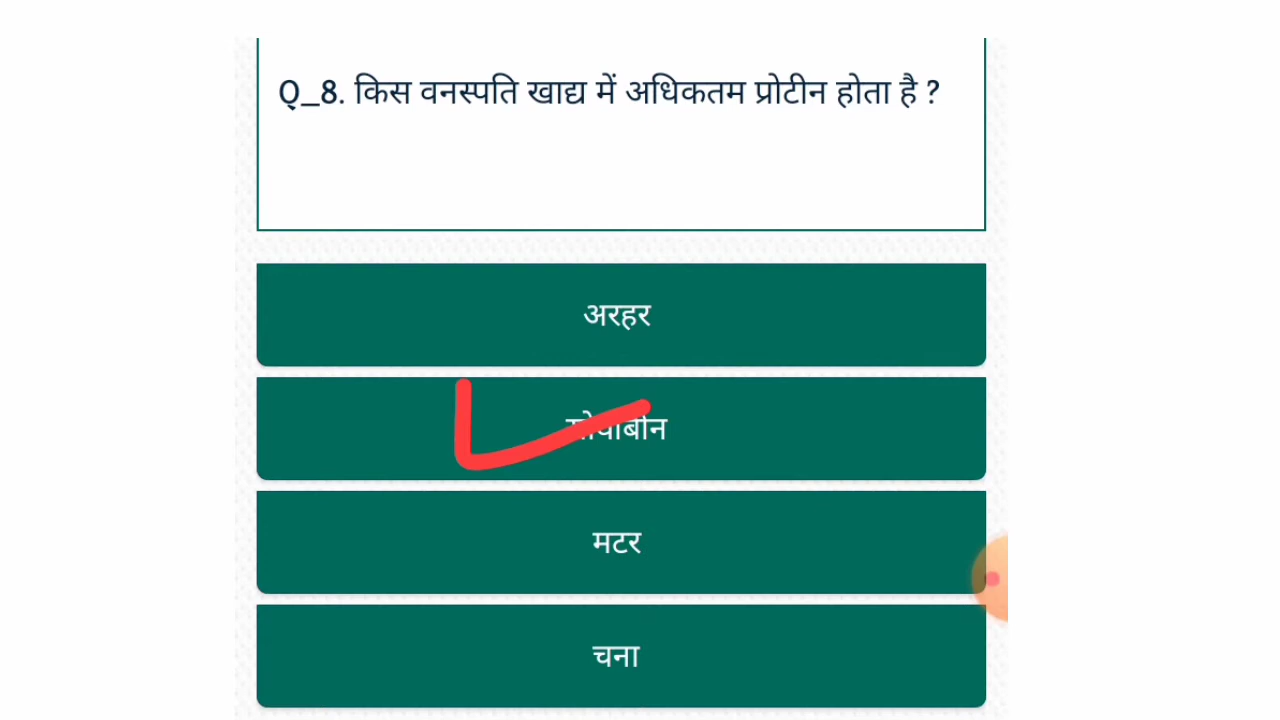 Q_8. किस वनस्पति खाद्य में अधिकतम प्रोटीन होता है ?
अरहर
सोयाबीन
मटर
चना